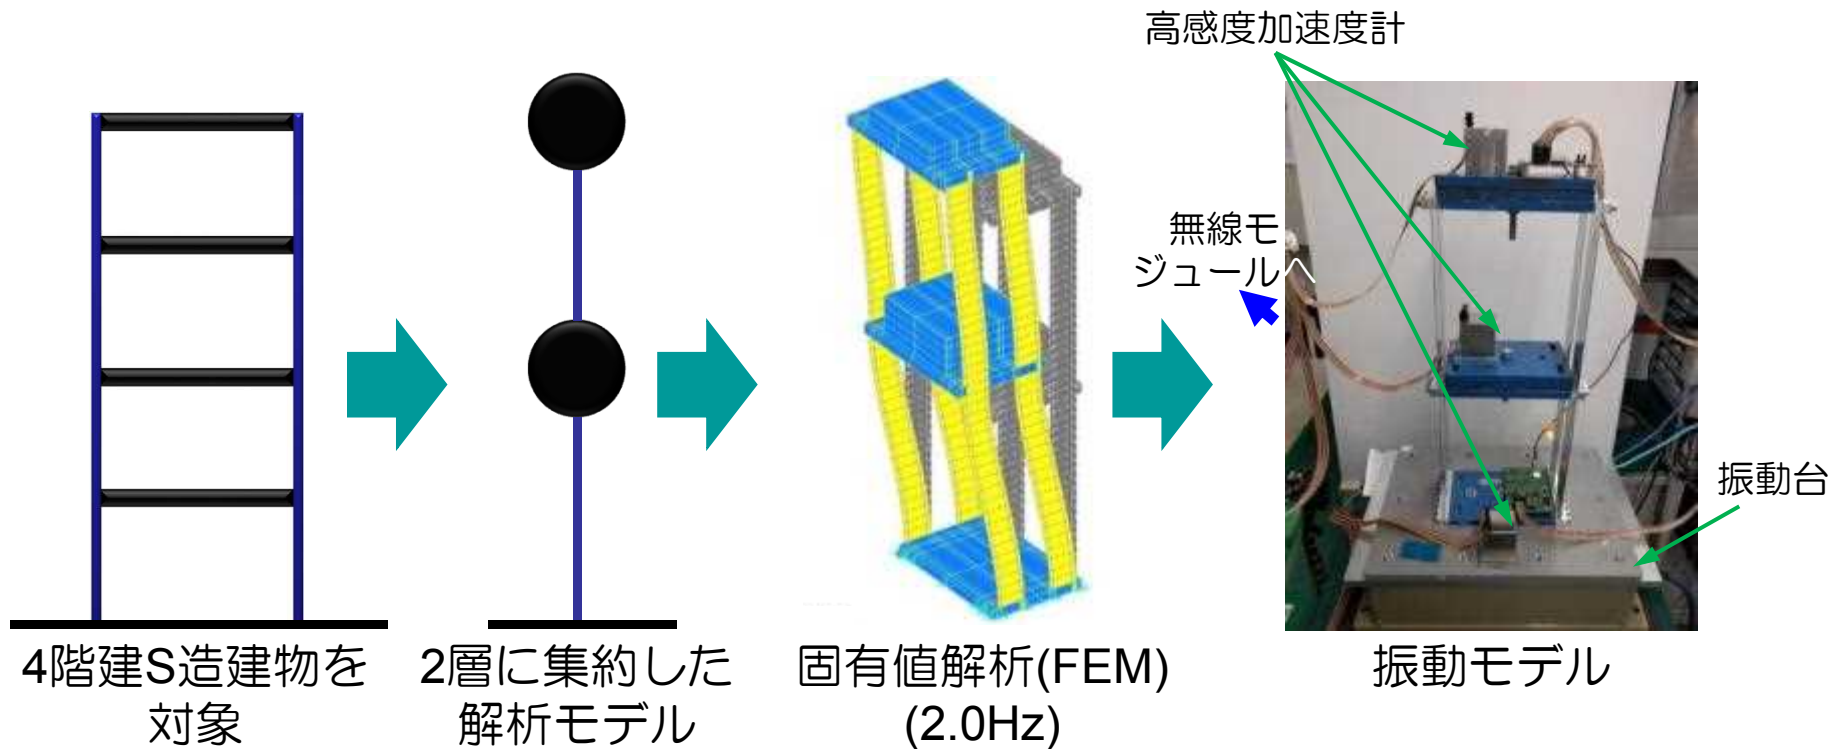 高感度加速度計
無線モ
ジュールへ
振動台
4階建S造建物を
対象
2層に集約した
解析モデル
固有値解析(FEM)
(2.0Hz)
振動モデル